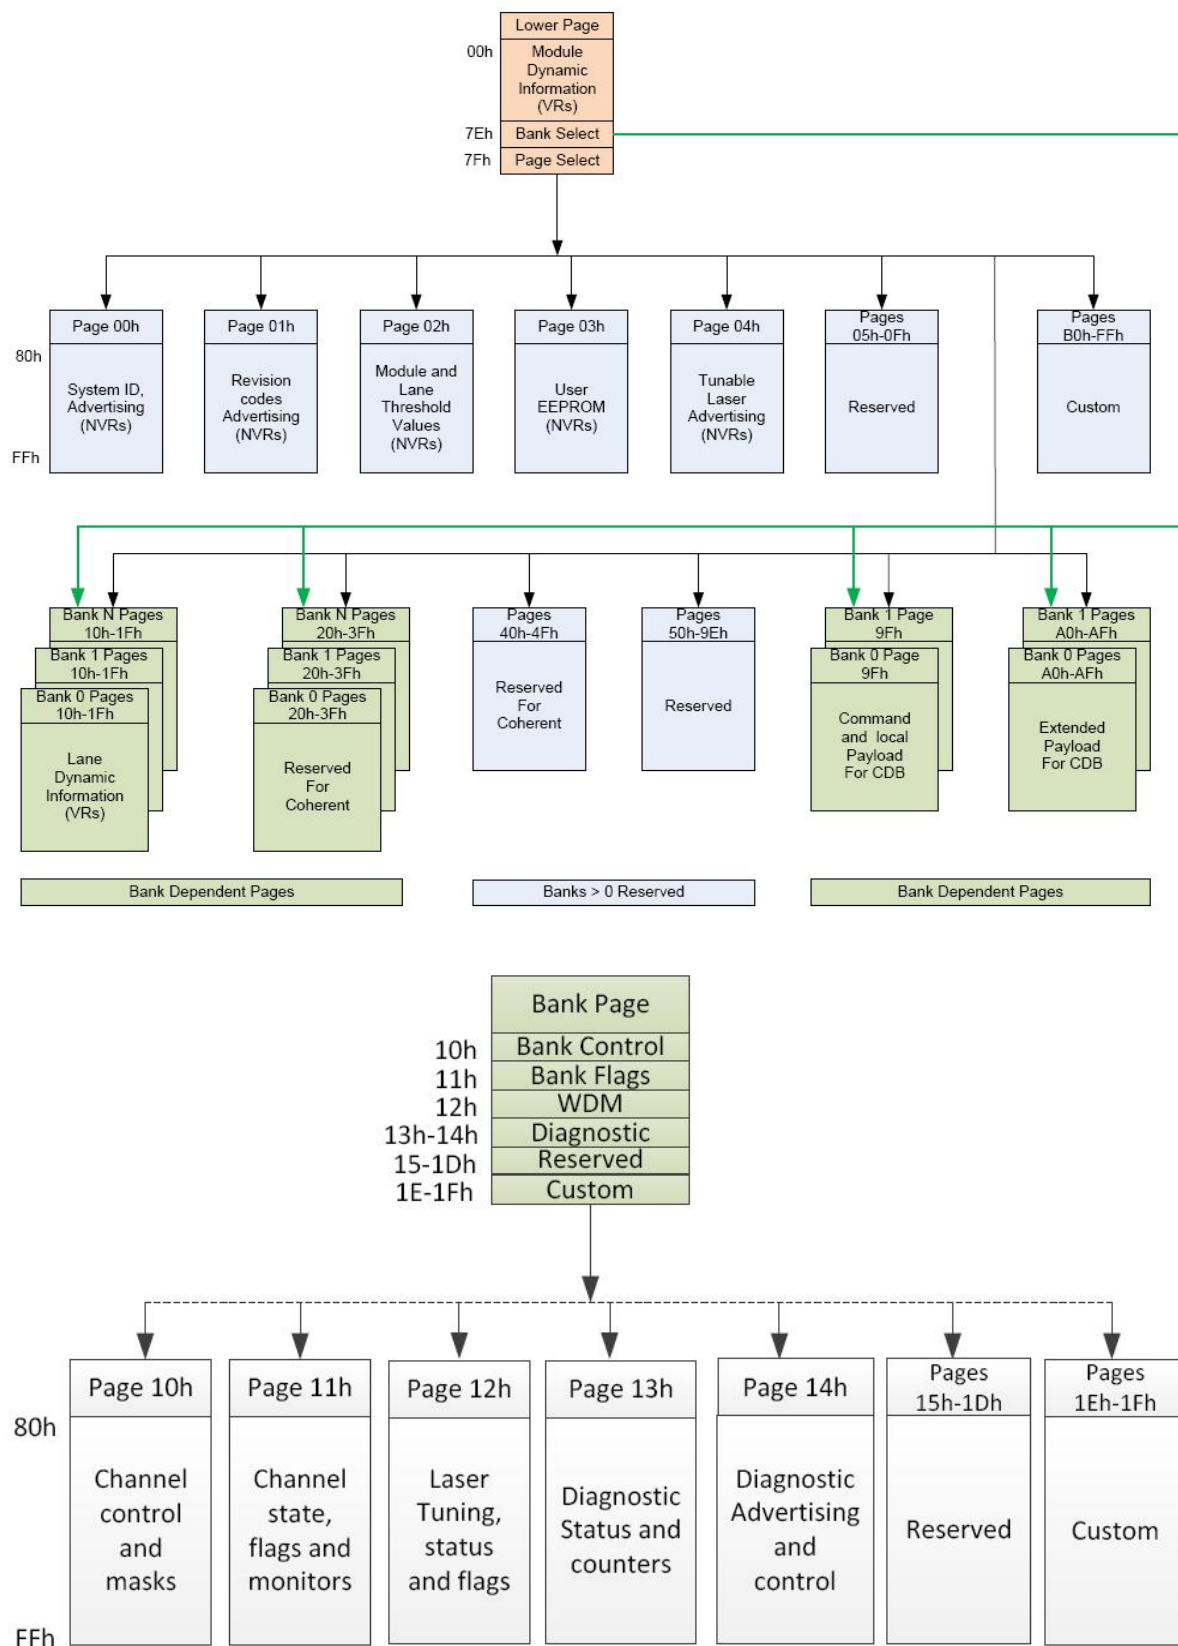 Lower Page
00h
Module
Dynamic
Information
(VRs)
7Eh
Bank Select
7Fh
Page Select
Page 00h
Page 01h
Page 02h
Page 03h
Page 04h
Pages
05h-0Fh
Pages
B0h-FFh
80h
FFh
System ID,
Advertising
(NVRs)
Revision
codes
Advertising
(NVRs)
Module and
Lane
Threshold
Values
(NVRs)
User
EEPROM
(NVRs)
Tunable
Laser
Advertising
(NVRs)
Reserved
Custom
Bank N Pages
10h-1Fh
Bank 1 Pages
10h-1Fh
Bank 0 Pages
10h-1Fh
Lane
Dynamic
Information
(VRs)
Bank N Pages
20h-3Fh
Bank 1 Pages
20h-3Fh
Bank 0 Pages
20h-3Fh
Reserved
For
Coherent
Pages
40h-4Fh
Reserved
For
Coherent
Pages
50h-9Eh
Reserved
Bank 1 Page
9Fh
Bank 0 Page
9Fh
Command
and local
Payload
For CDB
Bank 1 Pages
A0h-AFh
Bank 0 Pages
A0h-AFh
Extended
Payload
For CDB
Bank Dependent Pages
Banks > 0 Reserved
Bank Dependent Pages
Bank Page
10h
Bank Control
11h
Bank Flags
12h
WDM
13h-14h
Diagnostic
15-1Dh
Reserved
1E-1Fh
Custom
Page 10h
Page 11h
Page 12h
Page 13h
Page 14h
Pages
15h-1Dh
Pages
1Eh-1Fh
80h
FFh
Channel
control
and
masks
Channel
state,
flags and
monitors
Laser
Tuning,
status
and flags
Diagnostic
Status and
counters
Diagnostic
Advertising
and
control
Reserved
Custom